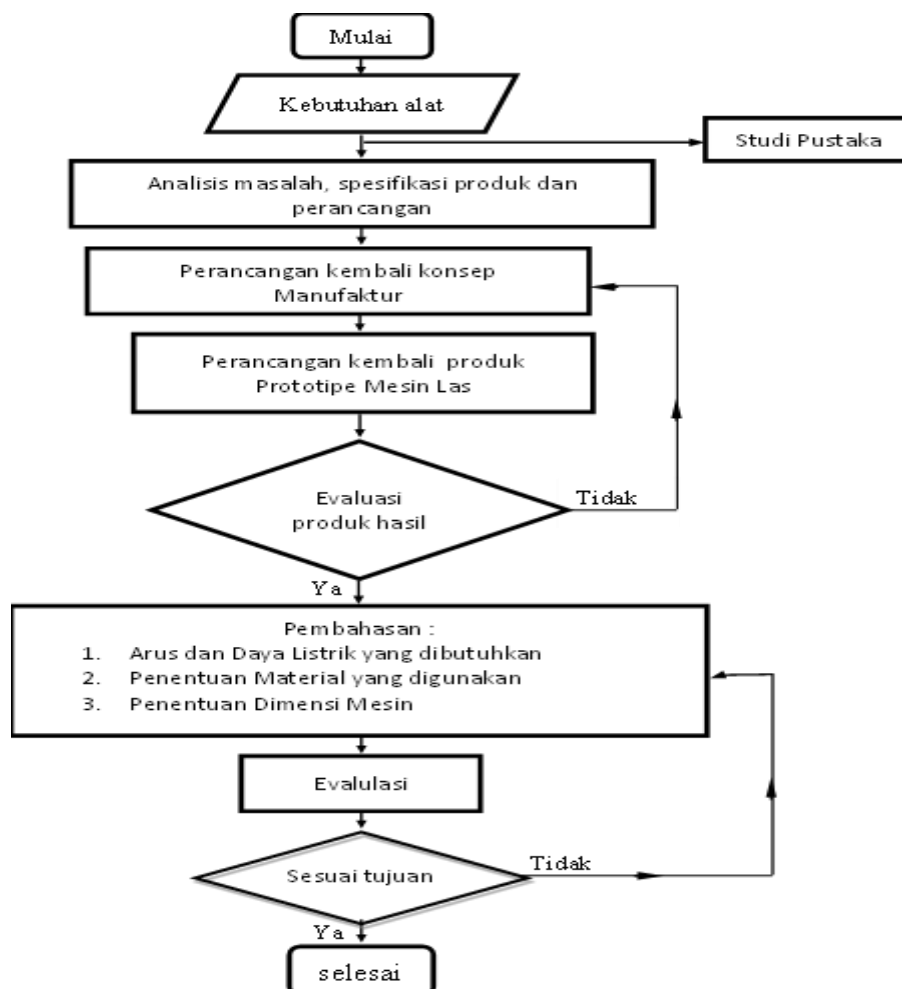 Mulai
Kebutuhan alat
Studi Pustaka
Analisis masalah, spesifikasi produk dan
perancangan
Perancangan kembali konsep
Manufaktur
Perancangan kembali produk
Prototipe Mesin Las
Evaluasi
produk hasil
Tidak
Ya
Pembahasan :
1. Arus dan Daya Listrik yang dibutuhkan
2. Penentuan Material yang digunakan
3. Penentuan Dimensi Mesin
Evalulasi
Sesuai tujuan
Tidak
Ya
selesai